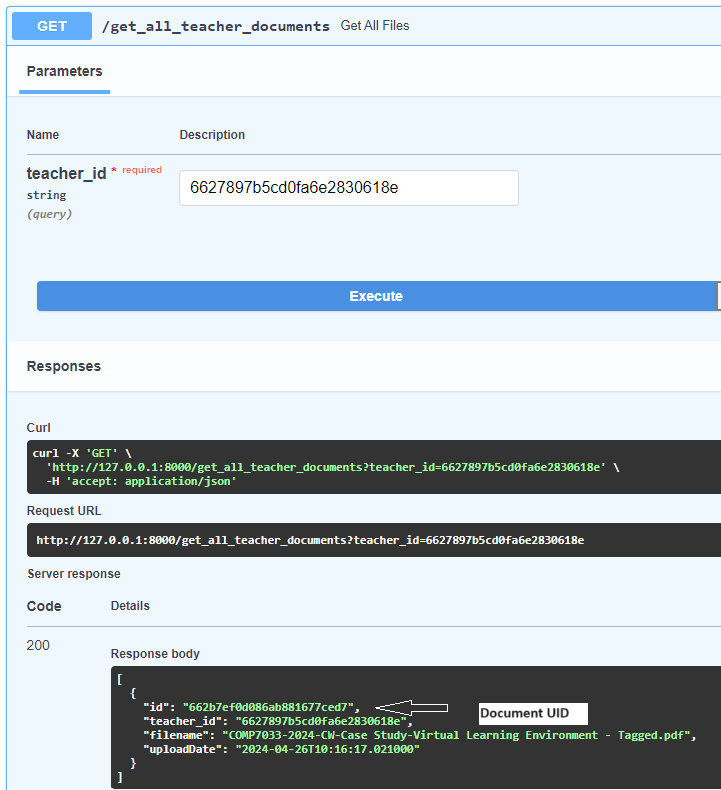 GET /get_all_teacher_documents Get All Files
Parameters
Name Description
teacher_id * required
string
(query)
6627897b5cd0fa6e2830618e
Execute
Responses
Curl
curl -X 'GET' \
'http://127.0.0.1:8000/get_all_teacher_documents?teacher_id=6627897b5cd0fa6e2830618e' \
-H 'accept: application/json'
Request URL
http://127.0.0.1:8000/get_all_teacher_documents?teacher_id=6627897b5cd0fa6e2830618e
Server response
Code Details
200
Response body
[
{
"id": "662b7ef0d086ab881677ced7", Document UID
"teacher_id": "6627897b5cd0fa6e2830618e",
"filename": "COMP7033-2024-CW-Case Study-Virtual Learning Environment - Tagged.pdf",
"uploadDate": "2024-04-26T10:16:17.021000"
}
]